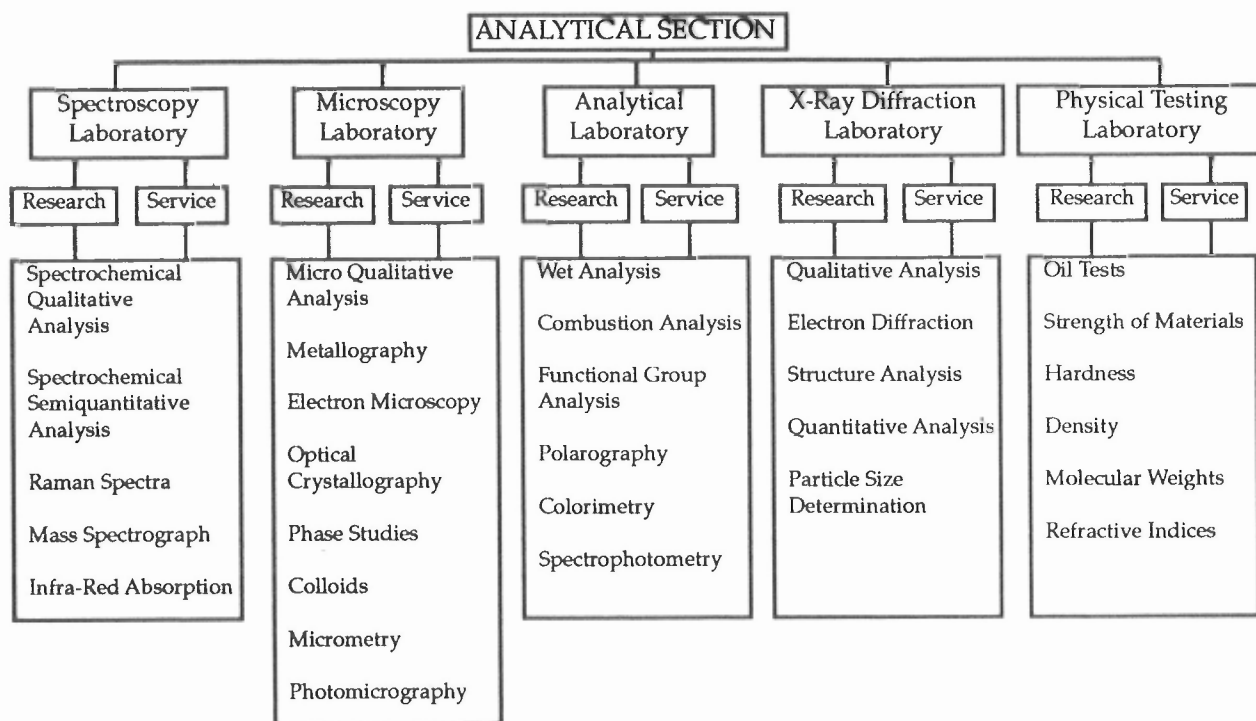 ANALYTICAL SECTION
Spectroscopy
Laboratory
Research
Service
Spectrochemical
Qualitative
Analysis
Spectrochemical
Semiquantitative
Analysis
Raman Spectra
Mass Spectrograph
Infra-Red Absorption
Microscopy
Laboratory
Research
Service
Micro Qualitative
Analysis
Metallography
Electron Microscopy
Optical
Crystallography
Phase Studies
Colloids
Micrometry
Photomicrography
Analytical
Laboratory
Research
Service
Wet Analysis
Combustion Analysis
Functional Group
Analysis
Polarography
Colorimetry
Spectrophotometry
X-Ray Diffraction
Laboratory
Research
Service
Qualitative Analysis
Electron Diffraction
Structure Analysis
Quantitative Analysis
Particle Size
Determination
Physical Testing
Laboratory
Research
Service
Oil Tests
Strength of Materials
Hardness
Density
Molecular Weights
Refractive Indices